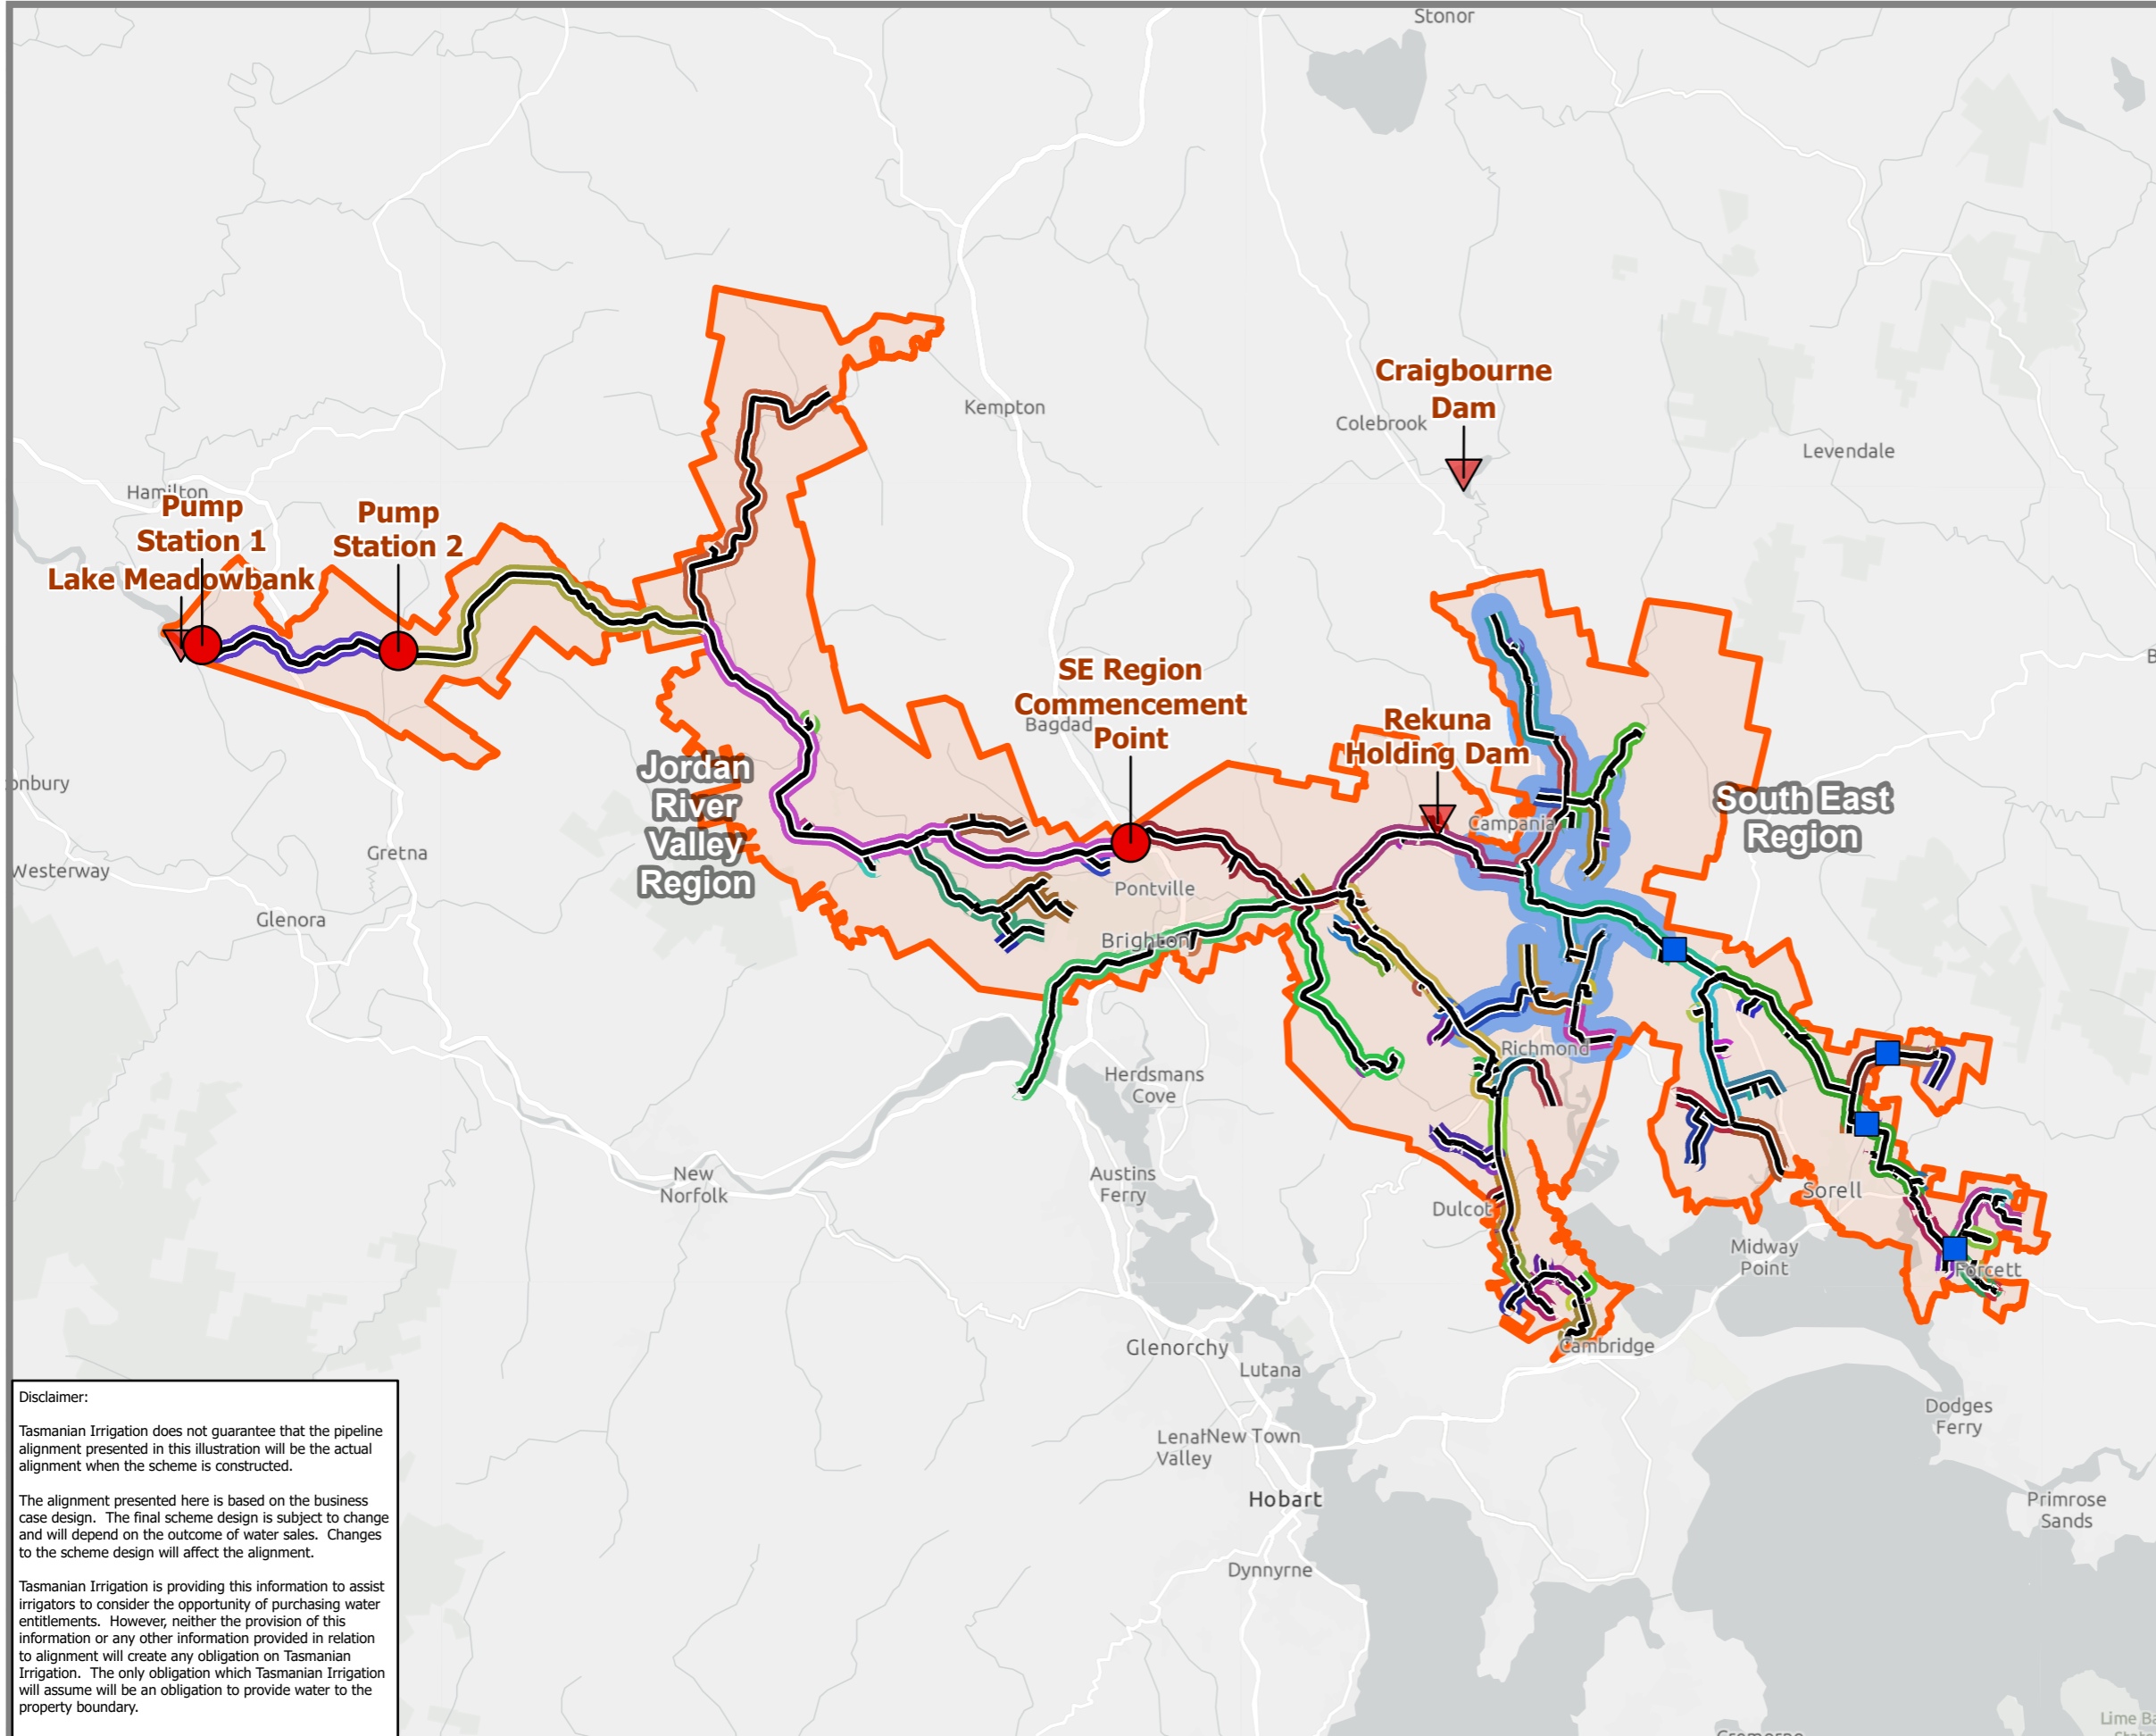 Stonor
Kempton
Craigbourne
Dam
Colebrook
Levendale
Hamilton
Pump
Station 1
Pump
Station 2
Lake Meadowbank
SE Region
Commencement
Point
Bagdad
Rekuna
Holding Dam
Jordan
River
Valley
Region
South East
Region
Campania
onbury
Gretna
Westerway
Pontville
Glenora
Brighton
Richmond
Herdsmans
Cove
New
Norfolk
Austins
Ferry
Dulcot
Sorell
Midway
Point
Forcett
Glenorchy
Cambridge
Lutana
Dodges
Ferry
New Town
Valley
Hobart
Primrose
Sands
Dynnyrne
Disclaimer:
Tasmanian Irrigation does not guarantee that the pipeline
alignment presented in this illustration will be the actual
alignment when the scheme is constructed.
The alignment presented here is based on the business
case design.  The final scheme design is subject to change
and will depend on the outcome of water sales.  Changes
to the scheme design will affect the alignment.
Tasmanian Irrigation is providing this information to assist
irrigators to consider the opportunity of purchasing water
entitlements.  However, neither the provision of this
information or any other information provided in relation
to alignment will create any obligation on Tasmanian
Irrigation.  The only obligation which Tasmanian Irrigation
will assume will be an obligation to provide water to the
property boundary.
Lime B